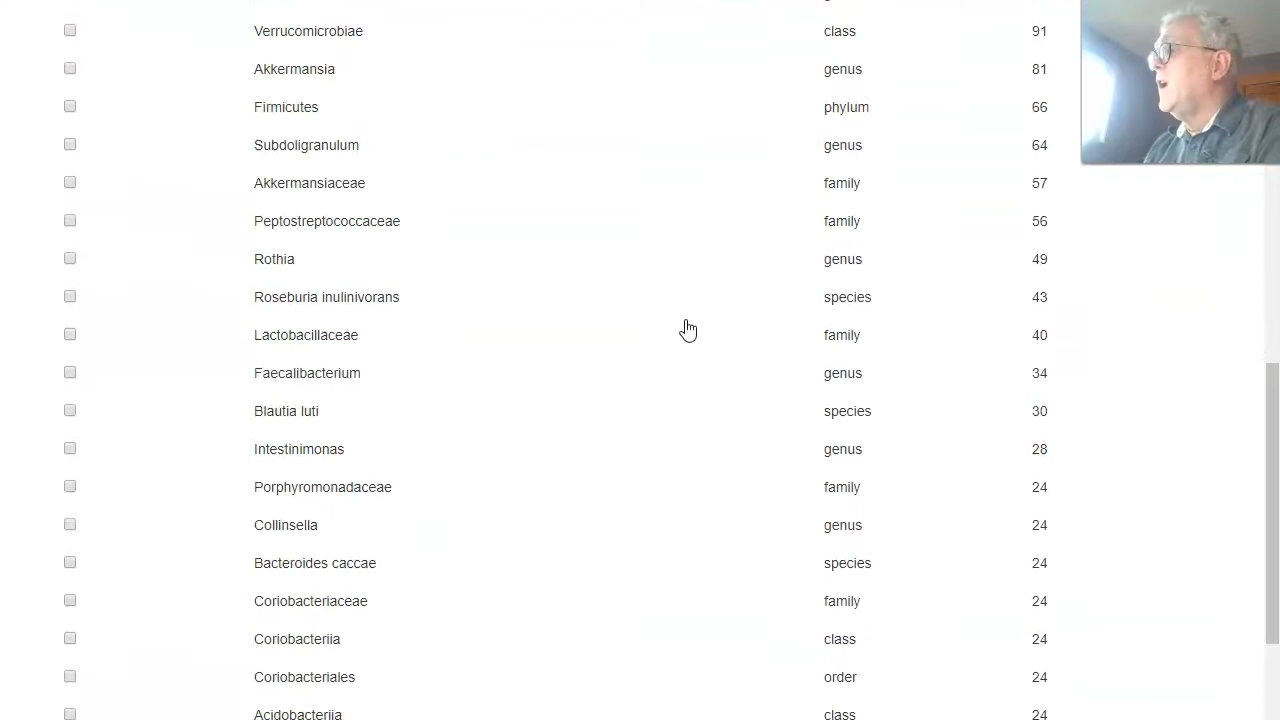 Verrucomicrobiae class 91
Akkermansia genus 81
Firmicutes phylum 66
Subdoligranulum genus 64
Akkermansiaceae family 57
Peptostreptococcaceae family 56
Rothia genus 49
Roseburia inulinivorans species 43
Lactobacillaceae family 40
Faecalibacterium genus 34
Blautia luti species 30
Intestinimonas genus 28
Porphyromonadaceae family 24
Collinsella genus 24
Bacteroides caccae species 24
Coriobacteriaceae family 24
Coriobacteriia class 24
Coriobacteriales order 24
Acidobacteriia class 24